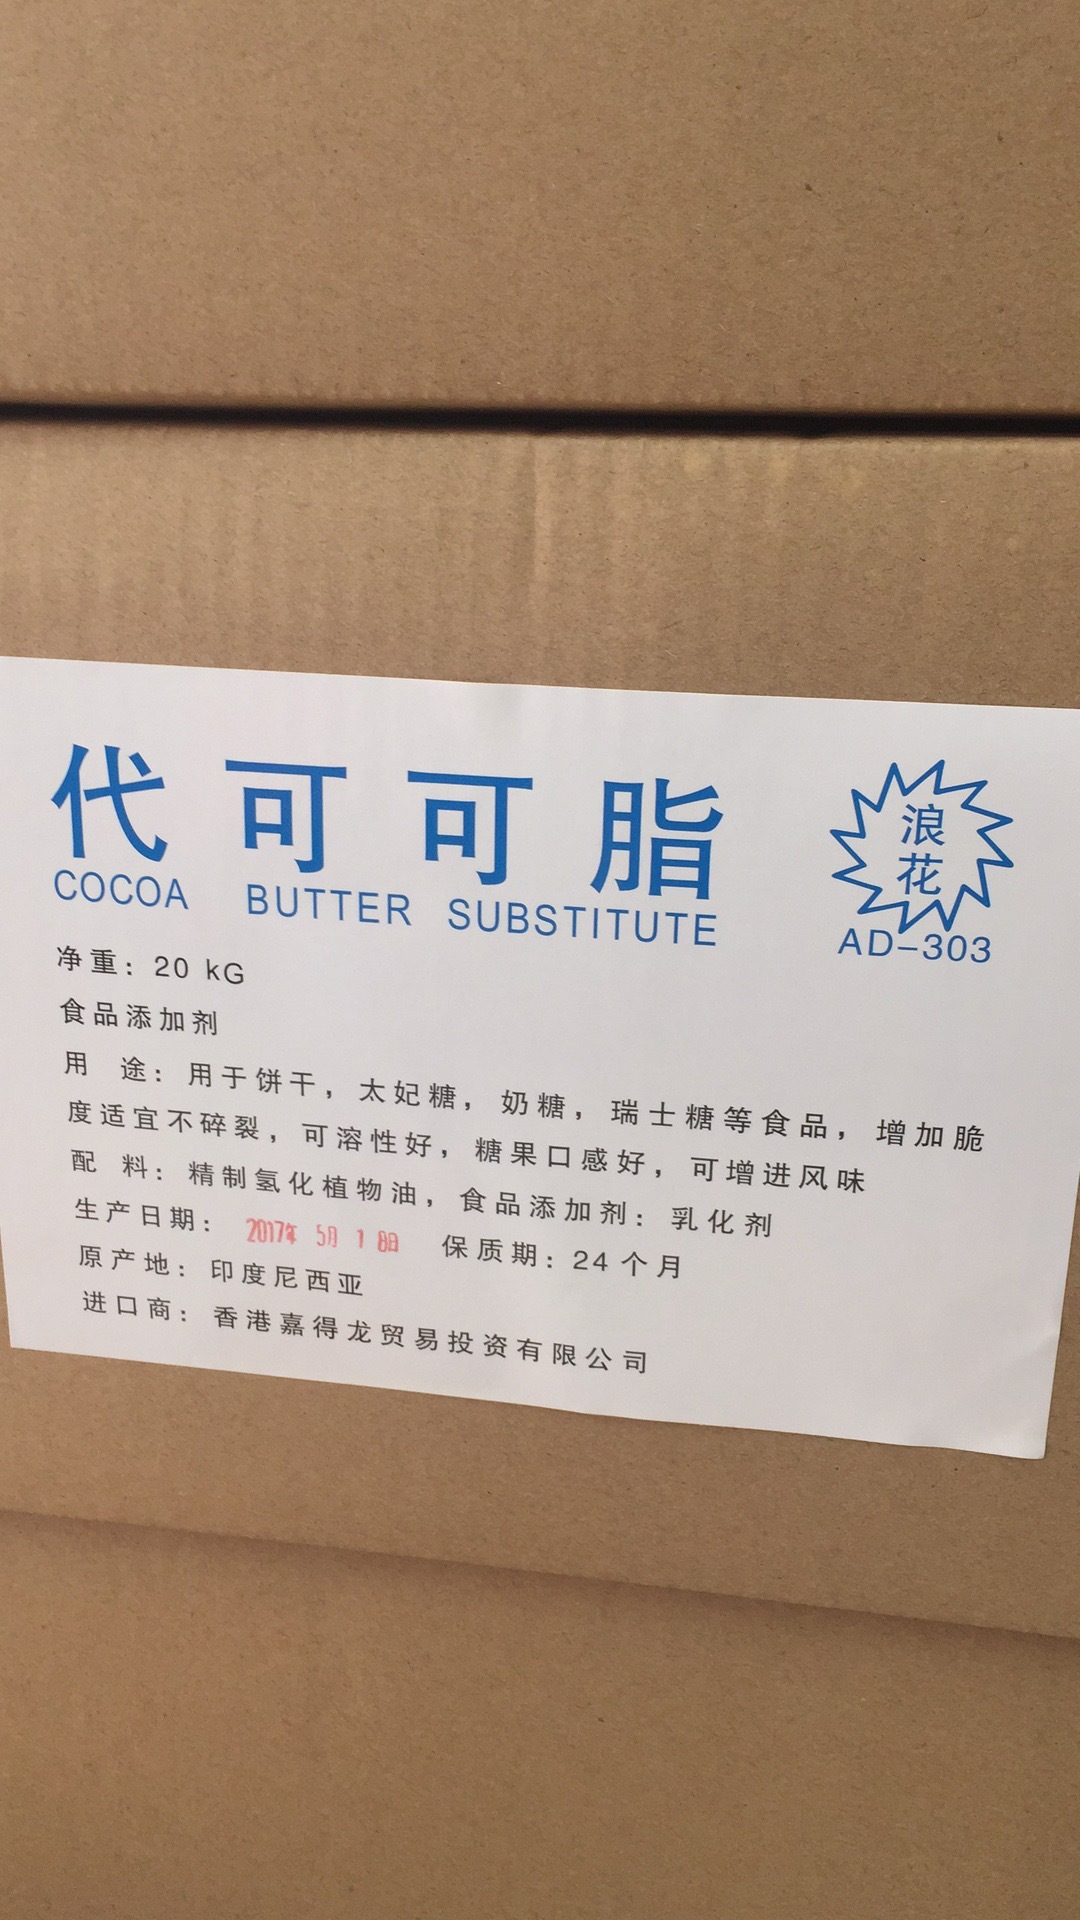 代可可脂
COCOA BUTTER SUBSTITUTE
浪花
AD-303
净重：20 kG
食品添加剂
用 途：用于饼干，太妃糖，奶糖，瑞士糖等食品，增加脆
度适宜不碎裂，可溶性好，糖果口感好，可增进风味
配 料：精制氢化植物油，食品添加剂：乳化剂
生产日期：2017年 5月 1 8日 保质期：24个月
原产地：印度尼西亚
进口商：香港嘉得龙贸易投资有限公司